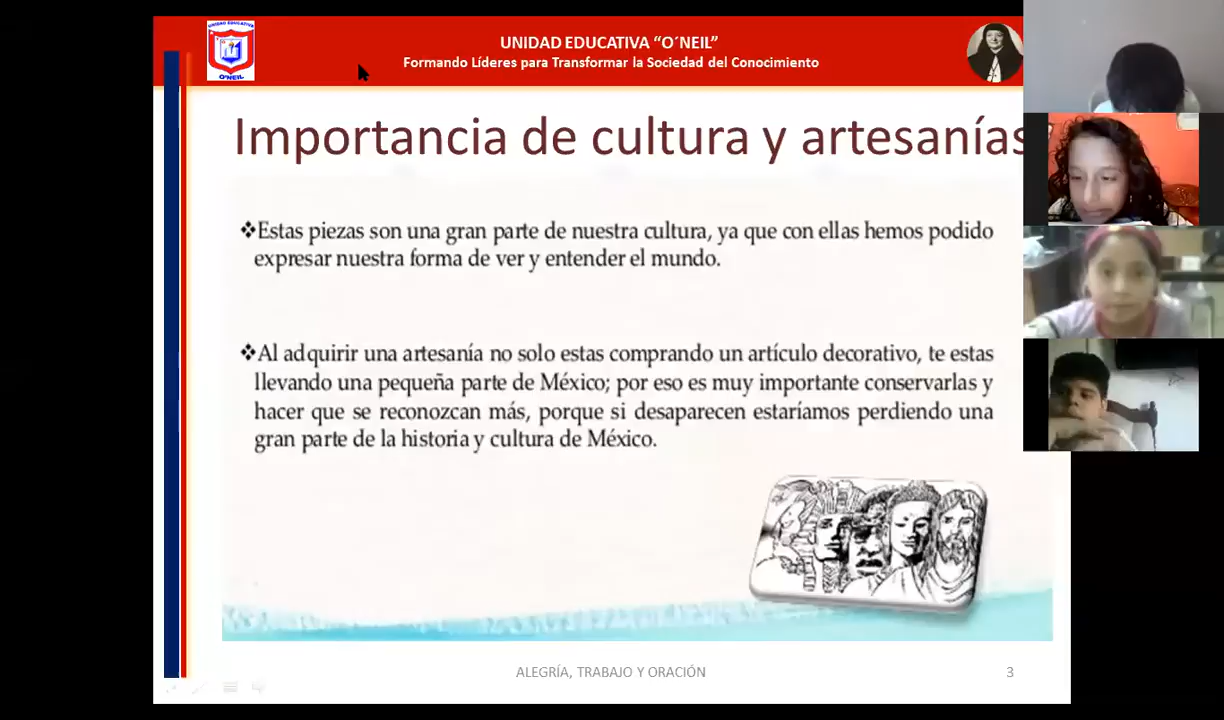 UNIDAD EDUCATIVA
O'NEIL
UNIDAD EDUCATIVA “O´NEIL”
Formando Líderes para Transformar la Sociedad del Conocimiento
Importancia de cultura y artesanías
❖Estas piezas son una gran parte de nuestra cultura, ya que con ellas hemos podido
expresar nuestra forma de ver y entender el mundo.
❖Al adquirir una artesanía no solo estas comprando un artículo decorativo, te estas
llevando una pequeña parte de México; por eso es muy importante conservarlas y
hacer que se reconozcan más, porque si desaparecen estaríamos perdiendo una
gran parte de la historia y cultura de México.
ALEGRÍA, TRABAJO Y ORACIÓN
3